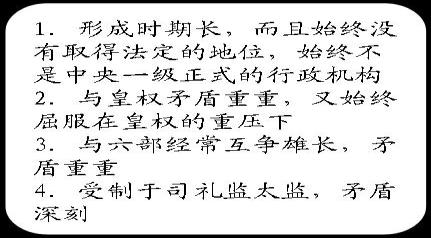 1. 形成时期长，而且始终没
有取得法定的地位，始终不
是中央一级正式的行政机构
2. 与皇权矛盾重重，又始终
屈服在皇权的重压下
3. 与六部经常互争雄长，矛
盾重重
4. 受制于司礼监太监，矛盾
深刻